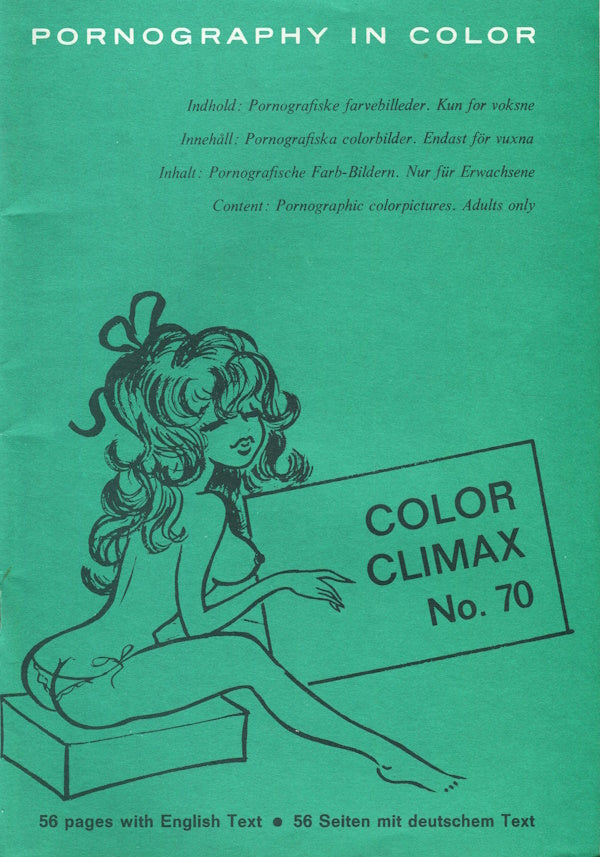 PORNOGRAPHY IN COLOR
Indhold: Pornografiske farvebilleder. Kun for voksne
Innehåll: Pornografiska colorbilder. Endast för vuxna
Inhalt: Pornografische Farb-Bildern. Nur für Erwachsene
Content: Pornographic colorpictures. Adults only
COLOR
CLIMAX
No. 70
56 pages with English Text ● 56 Seiten mit deutschem Text